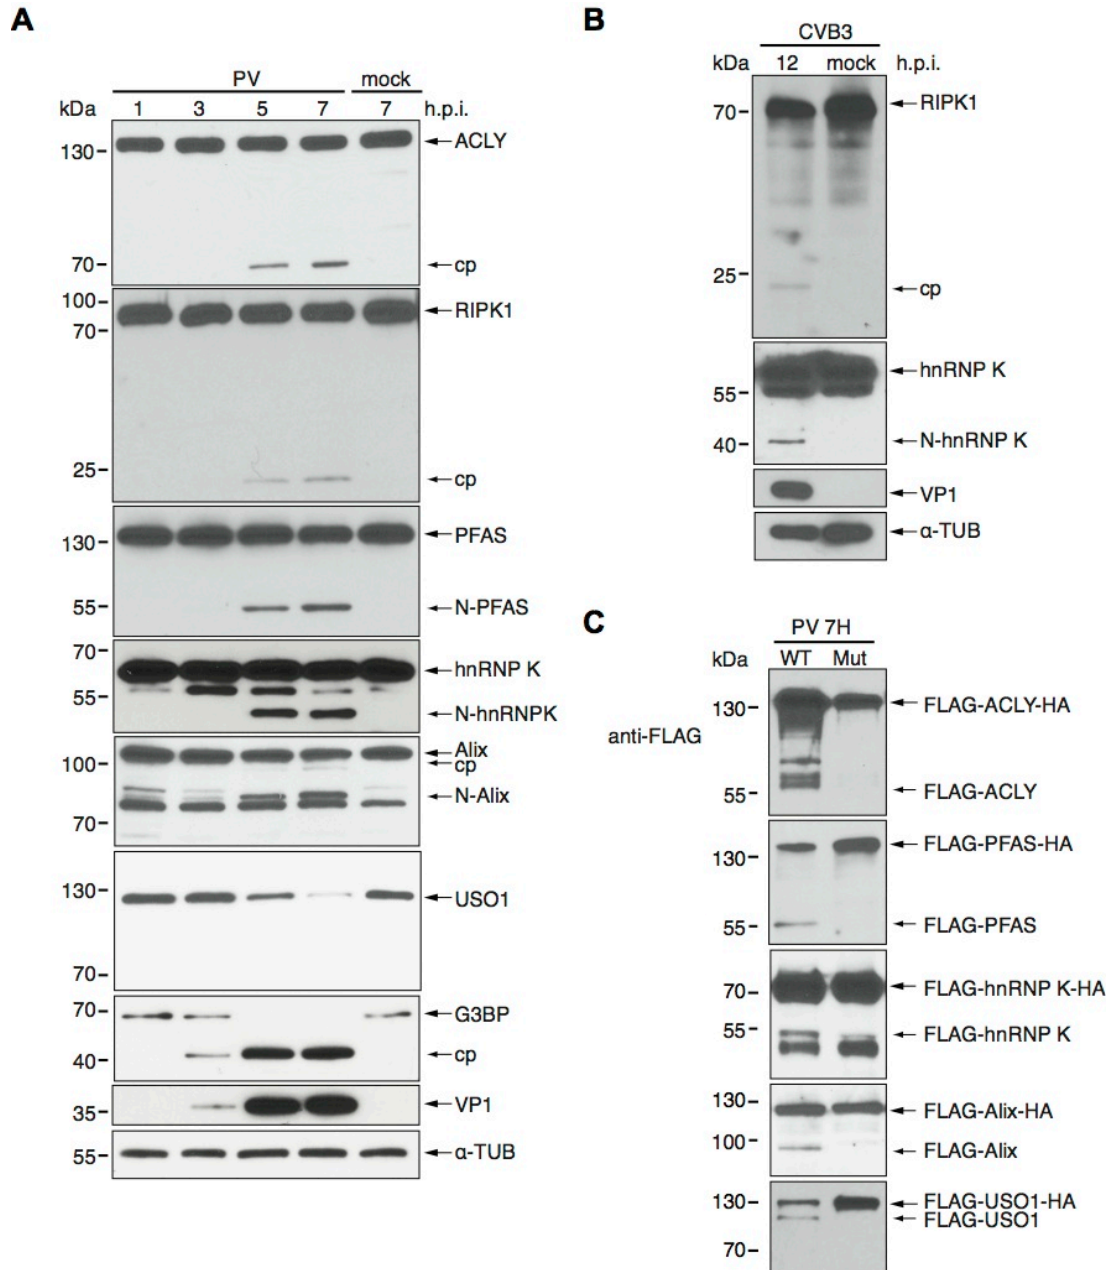 A
PV mock
kDa 1 3 5 7 7 h.p.i.
130 ACLY
70 cp
100 RIPK1
70
25 cp
130 PFAS
55 N-PFAS
70 hnRNP K
55 N-hnRNPK
Alix
100 cp
N-Alix
70
130 USO1
70
70 G3BP
40 cp
35 VP1
55 α-TUB
B
CVB3
kDa 12 mock h.p.i.
70 RIPK1
25 cp
hnRNP K
55
40 N-hnRNP K
VP1
α-TUB
C
PV 7H
kDa WT Mut
130 FLAG-ACLY-HA
anti-FLAG
55 FLAG-ACLY
130 FLAG-PFAS-HA
55 FLAG-PFAS
70 FLAG-hnRNP K-HA
55 FLAG-hnRNP K
130 FLAG-Alix-HA
100 FLAG-Alix
130 FLAG-USO1-HA
FLAG-USO1
70